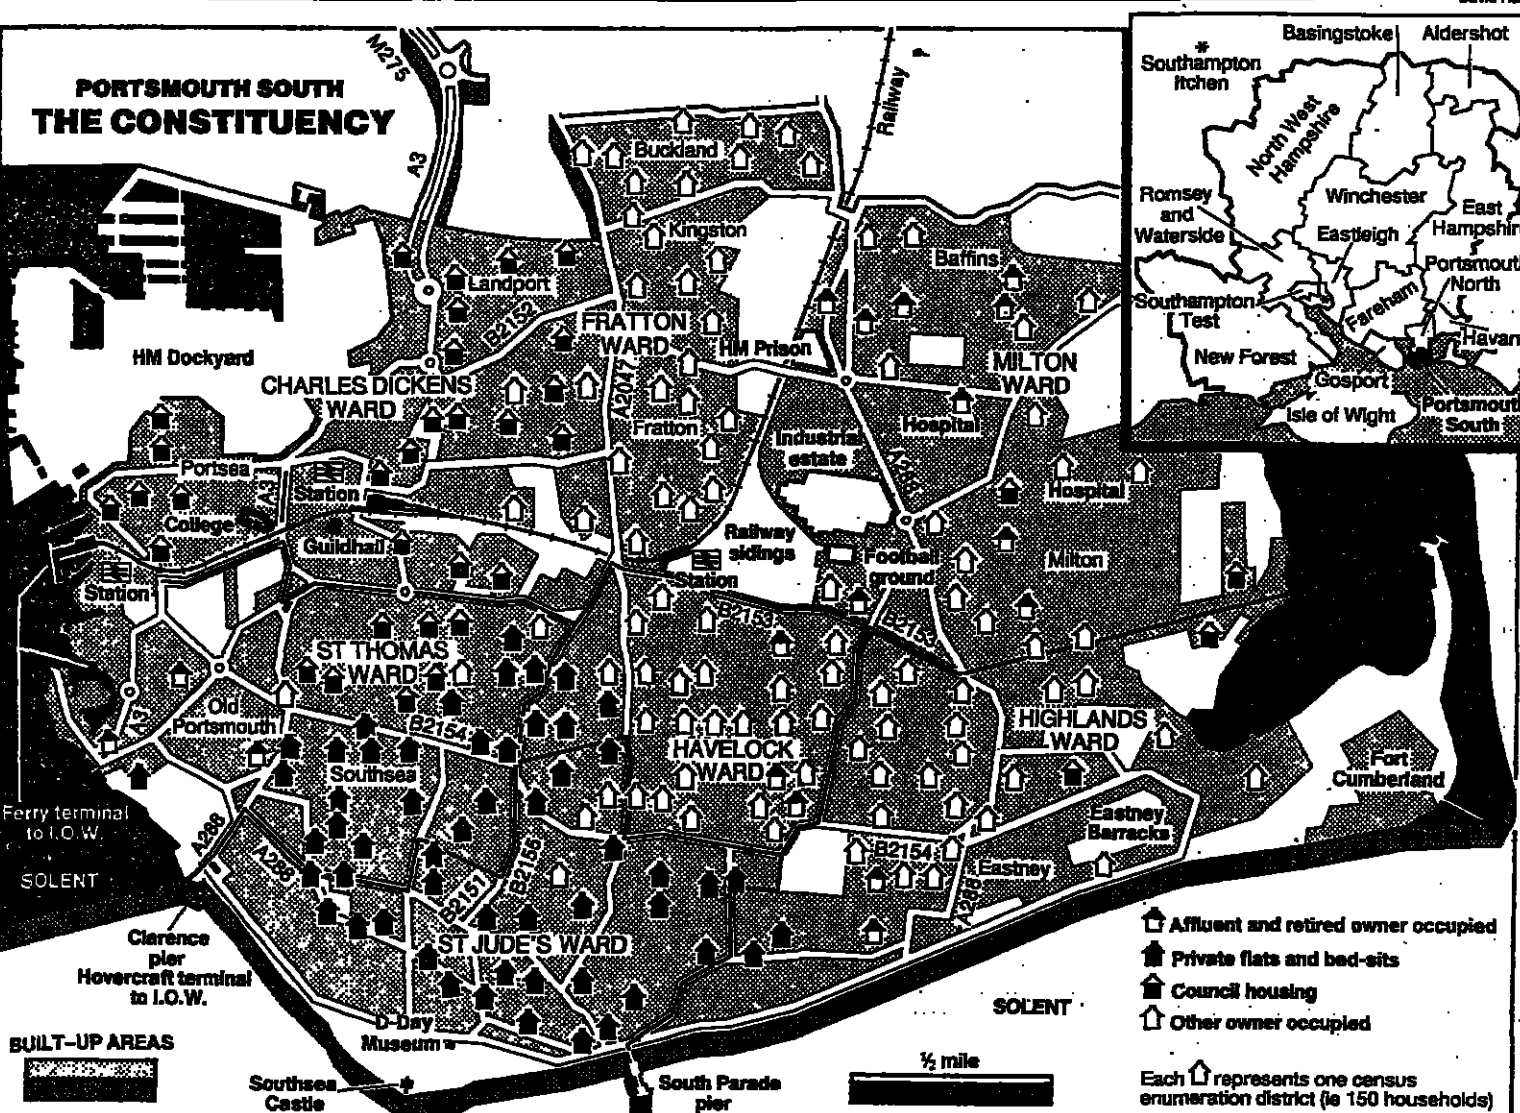 PORTSMOUTH SOUTH
THE CONSTITUENCY
M275
A3
Railway
Buckland
Kingston
Baffins
Landport
B2152
FRATTON
WARD
HM Prison
MILTON
WARD
HM Dockyard
CHARLES DICKENS
WARD
A2047
Fratton
Industrial
estate
Hospital
Portsea
A3
Station
A288
Hospital
College
Guildhall
Railway
sidings
Football
ground
Milton
Station
Station
B2153
B2153
ST THOMAS
WARD
Old
Portsmouth
A3
B2154
HAVELOCK
WARD
HIGHLANDS
WARD
Southsea
Fort
Cumberland
Ferry terminal
to I.O.W.
A288
A288
B2155
B2151
B2154
Eastney
Barracks
Eastney
A288
SOLENT
ST JUDE'S WARD
Clarence
pier
Hovercraft terminal
to I.O.W.
SOLENT
D-Day
Museum
BUILT-UP AREAS
Southsea
Castle
South Parade
pier
½ mile
Affluent and retired owner occupied
Private flats and bed-sits
Council housing
Other owner occupied
Each represents one census
enumeration district (ie 150 households)
Basingstoke
Aldershot
Southampton
Itchen
North West
Hampshire
Romsey
and
Waterside
Winchester
East
Hampshire
Eastleigh
Portsmouth
North
Southampton
Test
Fareham
Havant
New Forest
Gosport
Isle of Wight
Portsmouth
South